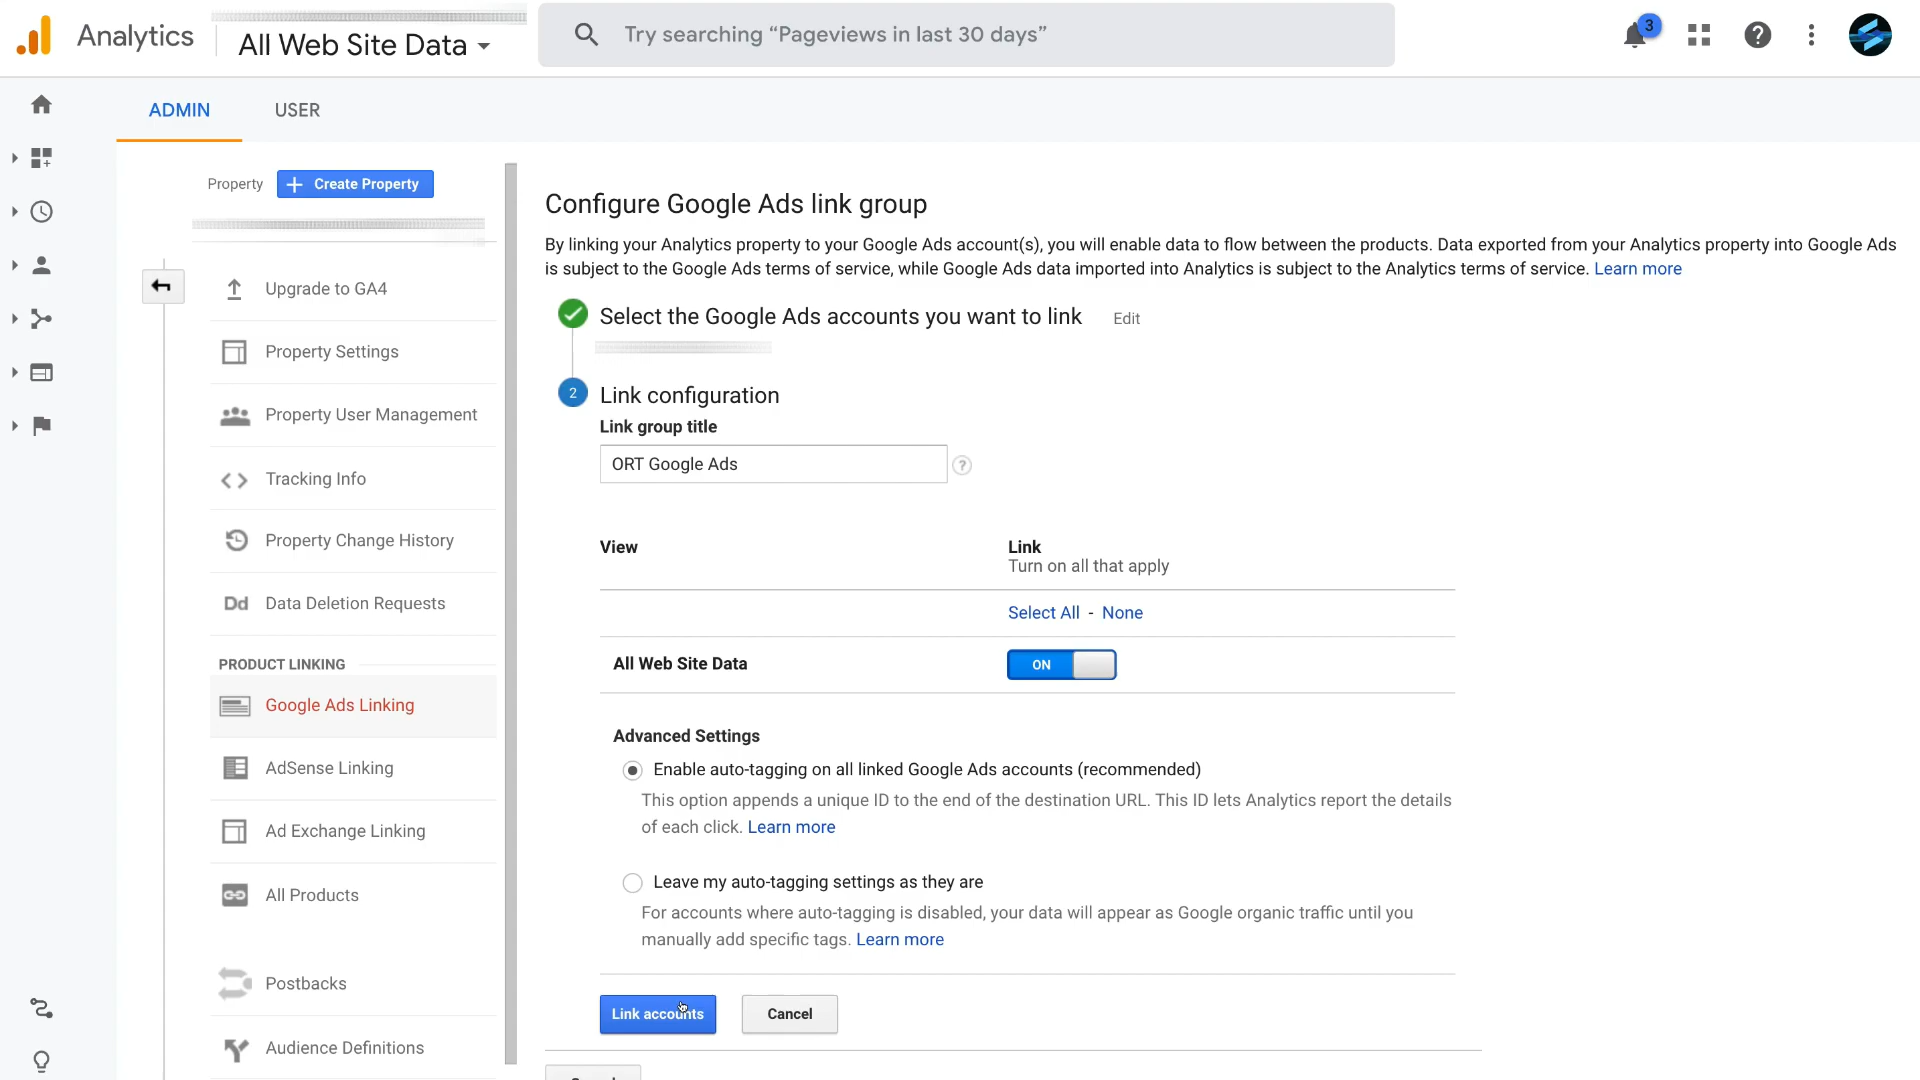 Analytics
All Web Site Data
Try searching “Pageviews in last 30 days”
3
ADMIN
USER
Property
Create Property
Upgrade to GA4
Property Settings
Property User Management
Tracking Info
Property Change History
Dd Data Deletion Requests
PRODUCT LINKING
Google Ads Linking
AdSense Linking
Ad Exchange Linking
All Products
Postbacks
Audience Definitions
Configure Google Ads link group
By linking your Analytics property to your Google Ads account(s), you will enable data to flow between the products. Data exported from your Analytics property into Google Ads
is subject to the Google Ads terms of service, while Google Ads data imported into Analytics is subject to the Analytics terms of service. Learn more
Select the Google Ads accounts you want to link Edit
2 Link configuration
Link group title
ORT Google Ads
?
View
Link
Turn on all that apply
Select All - None
All Web Site Data
ON
Advanced Settings
Enable auto-tagging on all linked Google Ads accounts (recommended)
This option appends a unique ID to the end of the destination URL. This ID lets Analytics report the details
of each click. Learn more
Leave my auto-tagging settings as they are
For accounts where auto-tagging is disabled, your data will appear as Google organic traffic until you
manually add specific tags. Learn more
Link accounts
Cancel